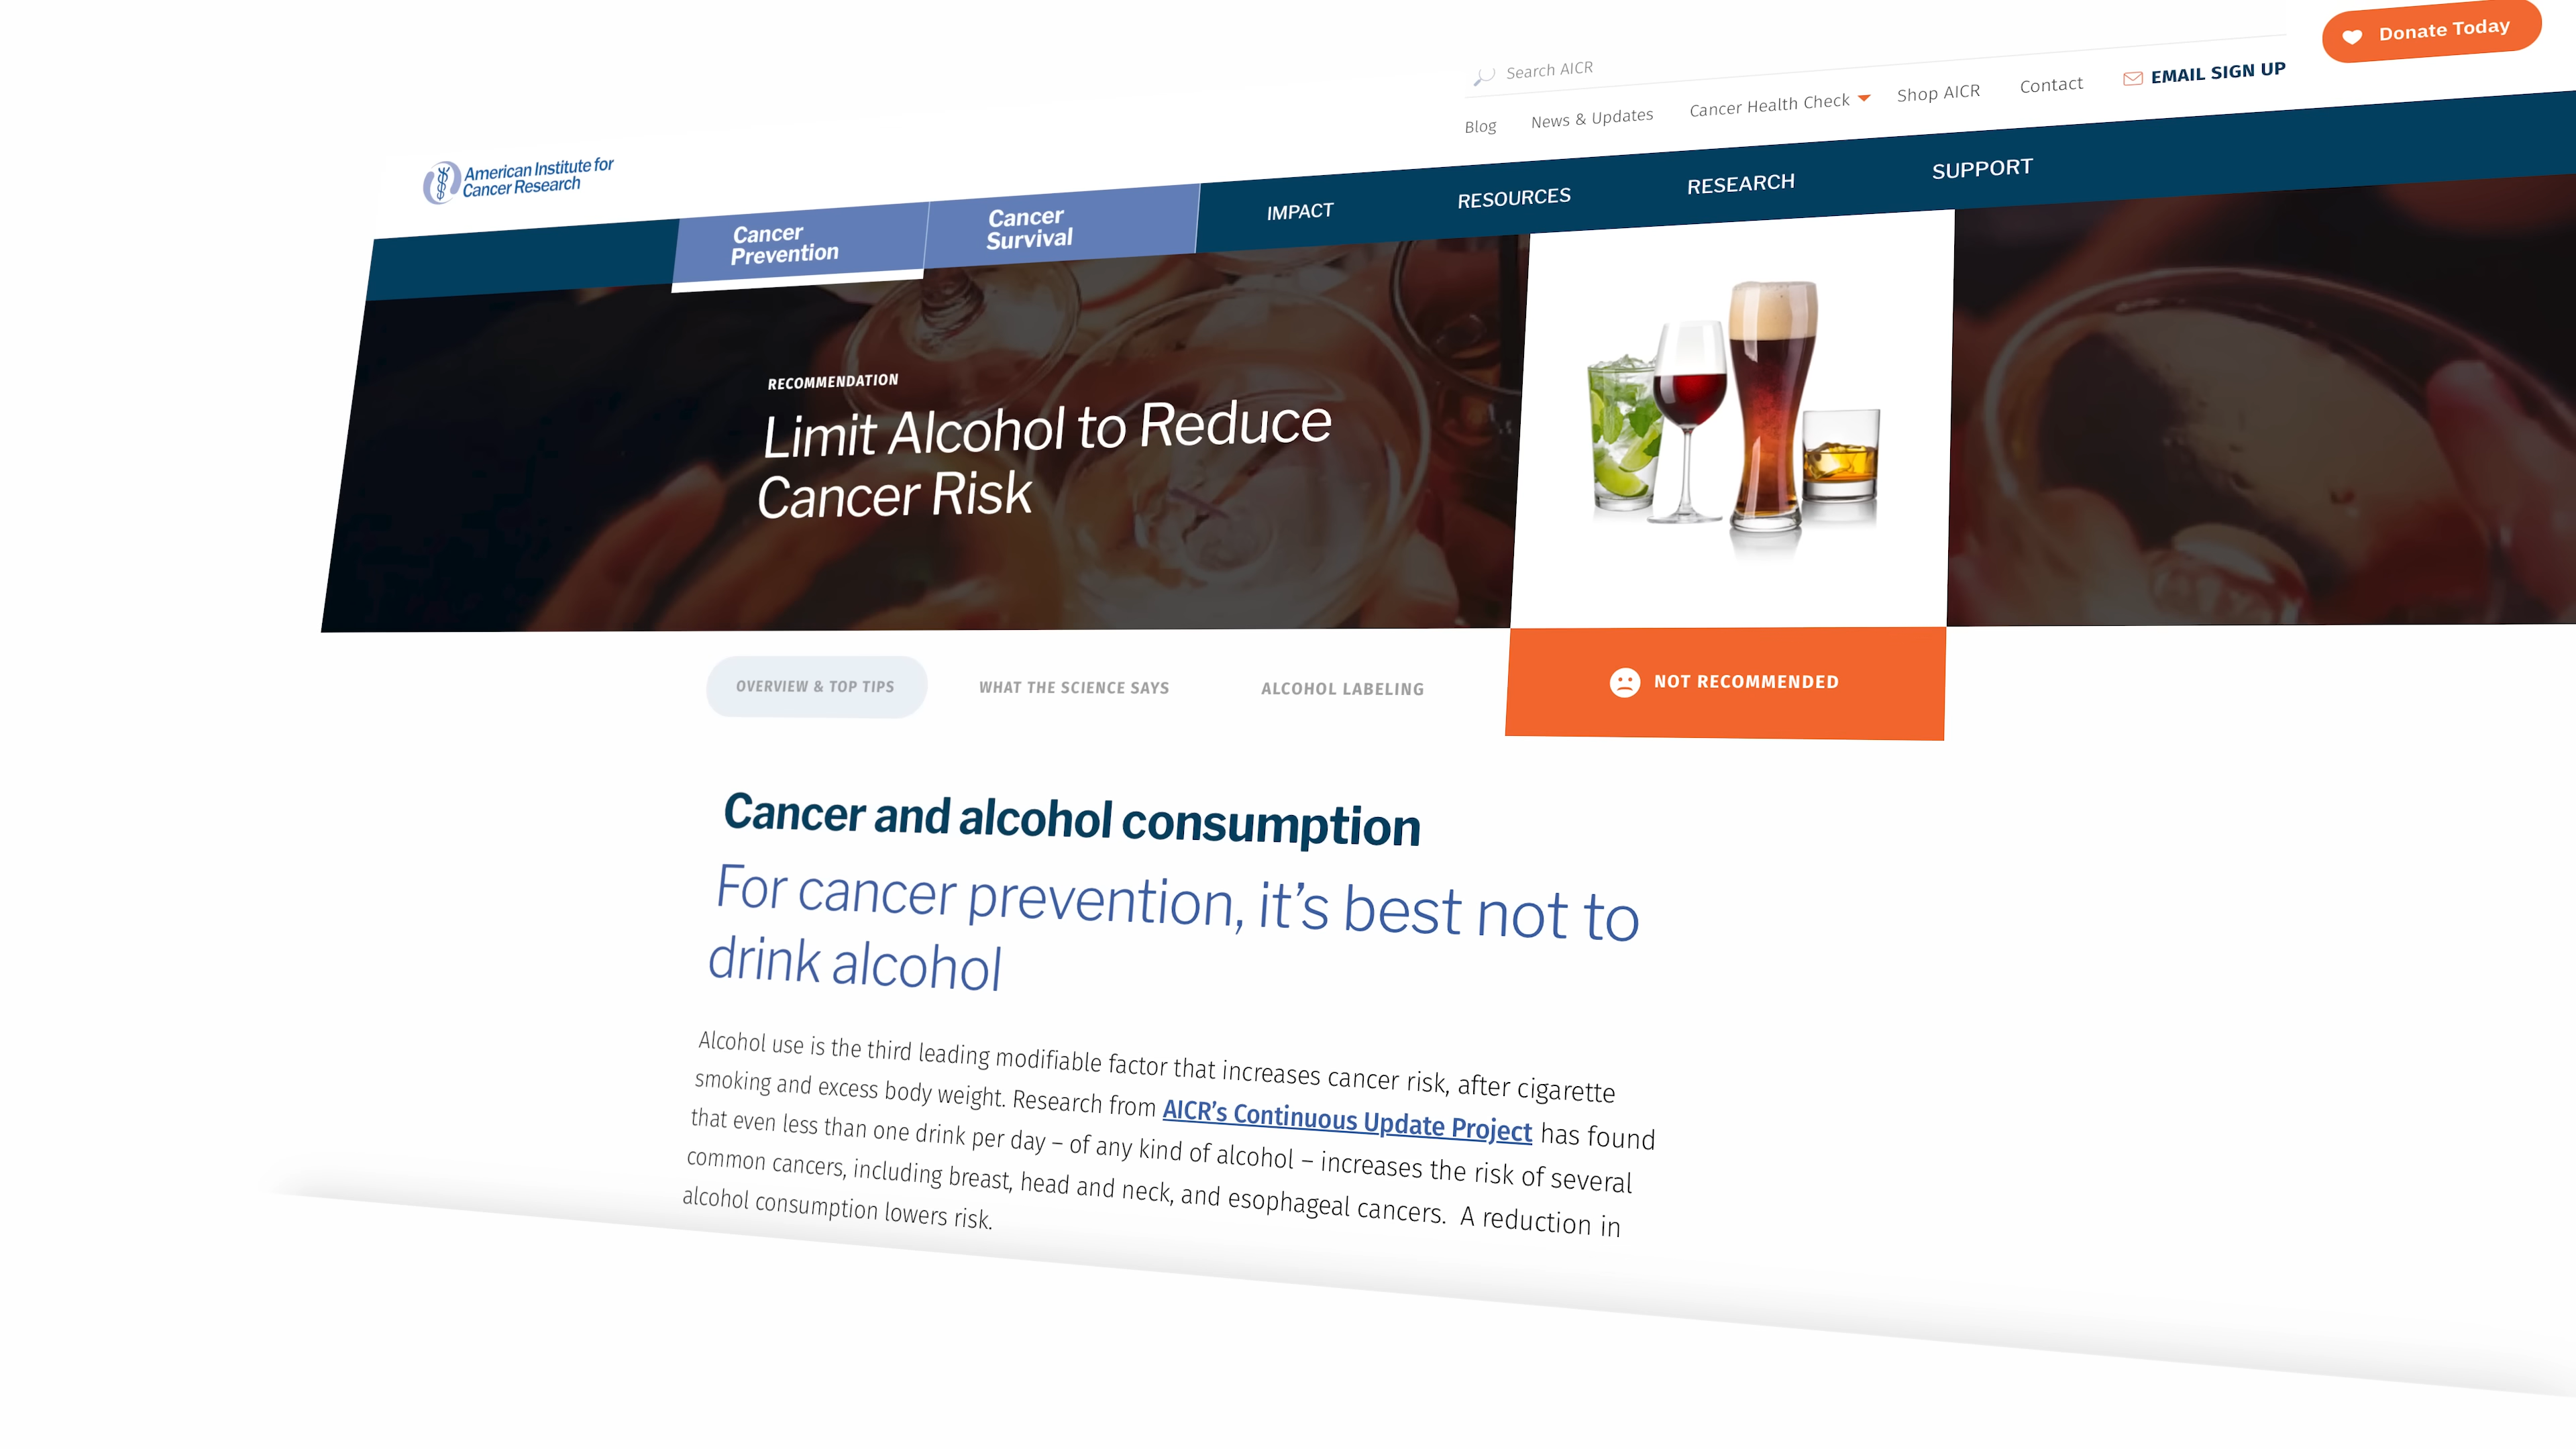 Donate Today
Search AICR
Blog
News & Updates
Cancer Health Check
Shop AICR
Contact
EMAIL SIGN UP
American Institute for
Cancer Research
Cancer
Prevention
Cancer
Survival
IMPACT
RESOURCES
RESEARCH
SUPPORT
RECOMMENDATION
Limit Alcohol to Reduce
Cancer Risk
OVERVIEW & TOP TIPS
WHAT THE SCIENCE SAYS
ALCOHOL LABELING
NOT RECOMMENDED
Cancer and alcohol consumption
For cancer prevention, it’s best not to
drink alcohol
Alcohol use is the third leading modifiable factor that increases cancer risk, after cigarette
smoking and excess body weight. Research from AICR’s Continuous Update Project has found
that even less than one drink per day – of any kind of alcohol – increases the risk of several
common cancers, including breast, head and neck, and esophageal cancers. A reduction in
alcohol consumption lowers risk.